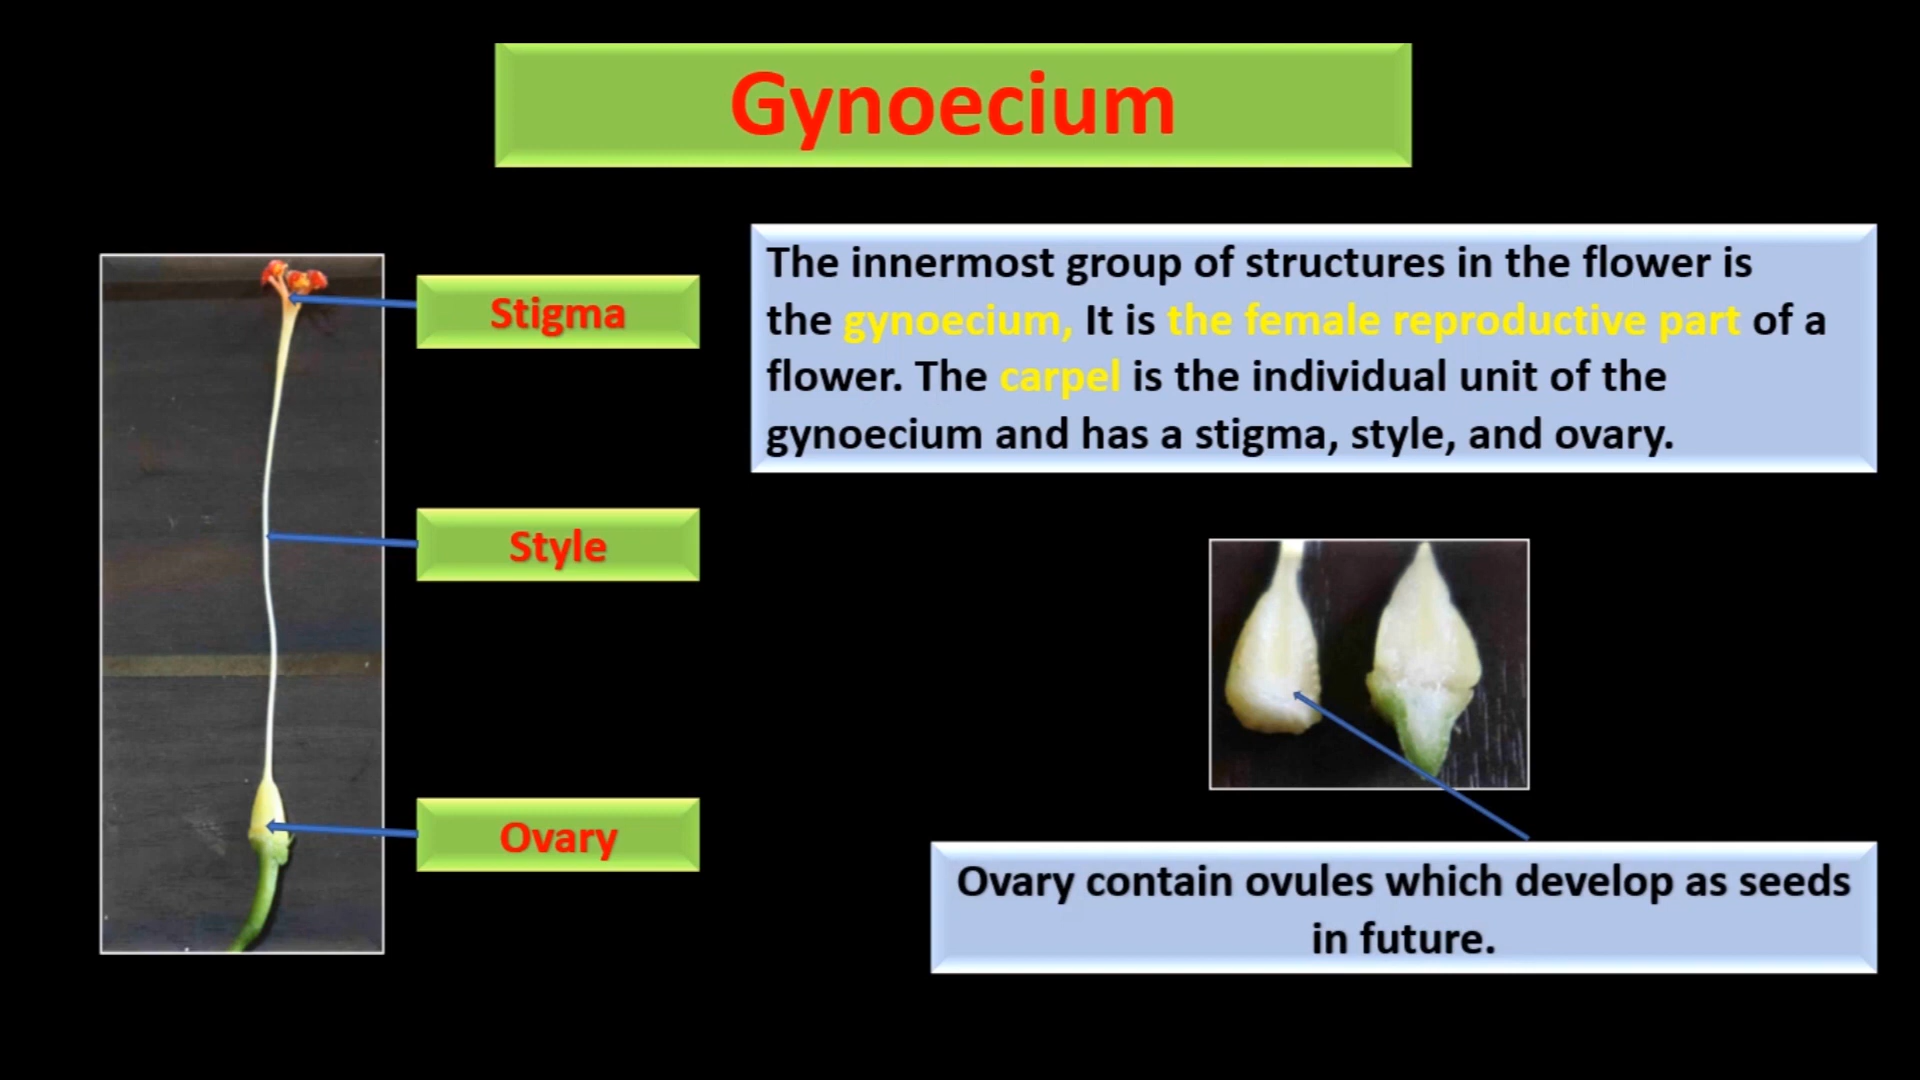 Gynoecium
Stigma
The innermost group of structures in the flower is
the gynoecium, It is the female reproductive part of a
flower. The carpel is the individual unit of the
gynoecium and has a stigma, style, and ovary.
Style
Ovary
Ovary contain ovules which develop as seeds
in future.